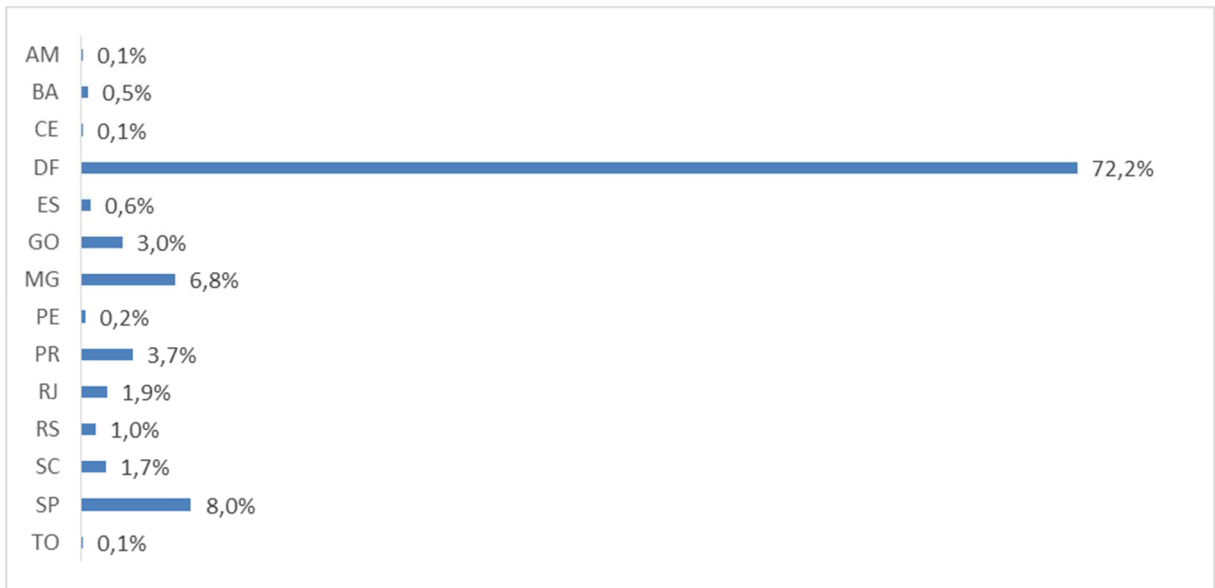 AM 0,1%
BA 0,5%
CE 0,1%
DF 72,2%
ES 0,6%
GO 3,0%
MG 6,8%
PE 0,2%
PR 3,7%
RJ 1,9%
RS 1,0%
SC 1,7%
SP 8,0%
TO 0,1%